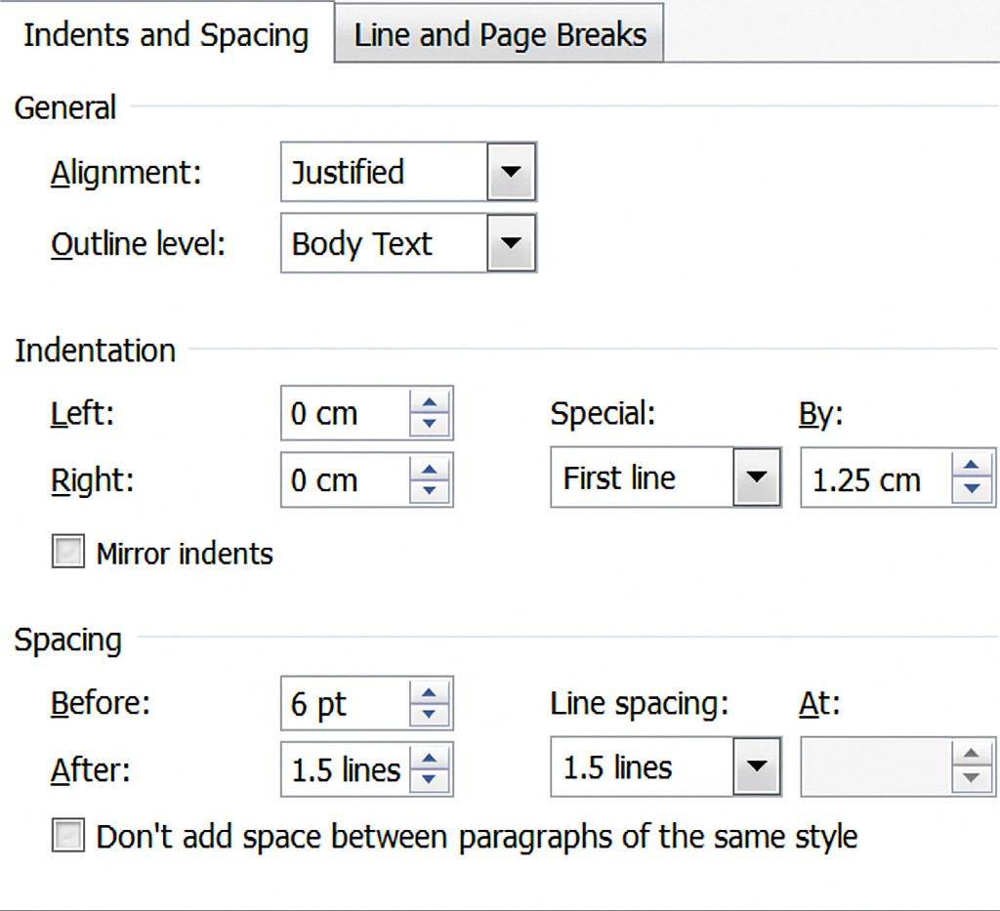 Indents and Spacing Line and Page Breaks
General
Alignment: Justified
Outline level: Body Text
Indentation
Left: 0 cm Special: By:
Right: 0 cm First line 1.25 cm
Mirror indents
Spacing
Before: 6 pt Line spacing: At:
After: 1.5 lines 1.5 lines
Don't add space between paragraphs of the same style